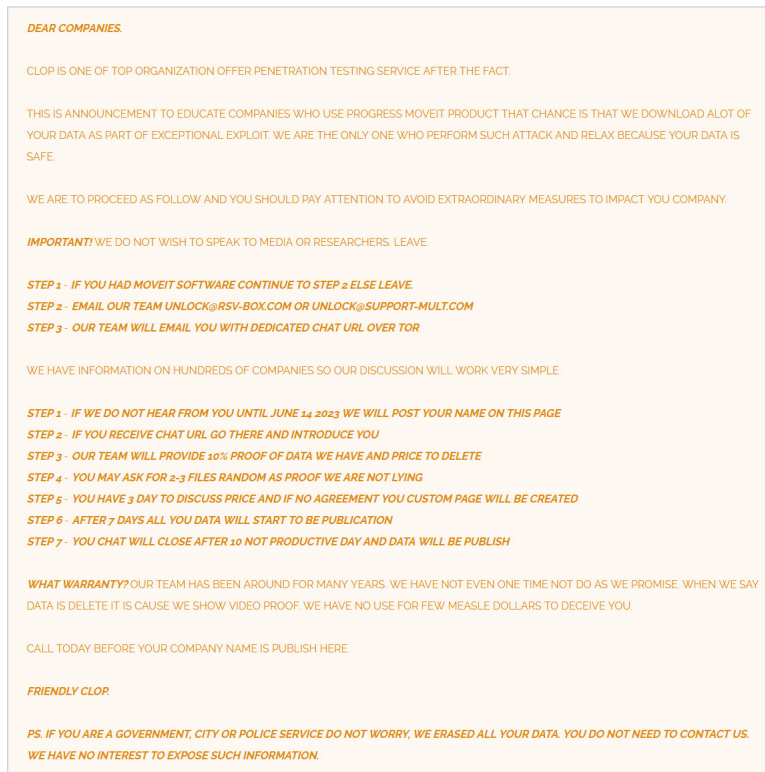 DEAR COMPANIES.
CLOP IS ONE OF TOP ORGANIZATION OFFER PENETRATION TESTING SERVICE AFTER THE FACT.
THIS IS ANNOUNCEMENT TO EDUCATE COMPANIES WHO USE PROGRESS MOVEIT PRODUCT THAT CHANCE IS THAT WE DOWNLOAD ALOT OF
YOUR DATA AS PART OF EXCEPTIONAL EXPLOIT. WE ARE THE ONLY ONE WHO PERFORM SUCH ATTACK AND RELAX BECAUSE YOUR DATA IS
SAFE.
WE ARE TO PROCEED AS FOLLOW AND YOU SHOULD PAY ATTENTION TO AVOID EXTRAORDINARY MEASURES TO IMPACT YOU COMPANY.
IMPORTANT! WE DO NOT WISH TO SPEAK TO MEDIA OR RESEARCHERS. LEAVE.
STEP 1 - IF YOU HAD MOVEIT SOFTWARE CONTINUE TO STEP 2 ELSE LEAVE.
STEP 2 - EMAIL OUR TEAM UNLOCK@RSV-BOX.COM OR UNLOCK@SUPPORT-MULT.COM
STEP 3 - OUR TEAM WILL EMAIL YOU WITH DEDICATED CHAT URL OVER TOR
WE HAVE INFORMATION ON HUNDREDS OF COMPANIES SO OUR DISCUSSION WILL WORK VERY SIMPLE
STEP 1 - IF WE DO NOT HEAR FROM YOU UNTIL JUNE 14 2023 WE WILL POST YOUR NAME ON THIS PAGE
STEP 2 - IF YOU RECEIVE CHAT URL GO THERE AND INTRODUCE YOU
STEP 3 - OUR TEAM WILL PROVIDE 10% PROOF OF DATA WE HAVE AND PRICE TO DELETE
STEP 4 - YOU MAY ASK FOR 2-3 FILES RANDOM AS PROOF WE ARE NOT LYING
STEP 5 - YOU HAVE 3 DAY TO DISCUSS PRICE AND IF NO AGREEMENT YOU CUSTOM PAGE WILL BE CREATED
STEP 6 - AFTER 7 DAYS ALL YOU DATA WILL START TO BE PUBLICATION
STEP 7 - YOU CHAT WILL CLOSE AFTER 10 NOT PRODUCTIVE DAY AND DATA WILL BE PUBLISH
WHAT WARRANTY? OUR TEAM HAS BEEN AROUND FOR MANY YEARS. WE HAVE NOT EVEN ONE TIME NOT DO AS WE PROMISE. WHEN WE SAY
DATA IS DELETE IT IS CAUSE WE SHOW VIDEO PROOF. WE HAVE NO USE FOR FEW MEASLE DOLLARS TO DECEIVE YOU.
CALL TODAY BEFORE YOUR COMPANY NAME IS PUBLISH HERE.
FRIENDLY CLOP.
PS. IF YOU ARE A GOVERNMENT, CITY OR POLICE SERVICE DO NOT WORRY, WE ERASED ALL YOUR DATA. YOU DO NOT NEED TO CONTACT US.
WE HAVE NO INTEREST TO EXPOSE SUCH INFORMATION.